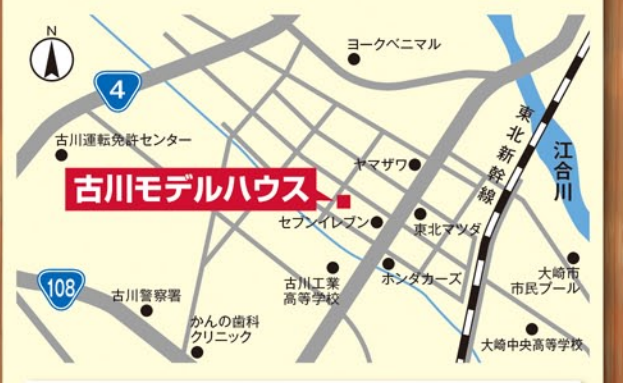 N
ヨークベニマル
4
東北新幹線
江合川
古川運転免許センター
ヤマザワ
古川モデルハウス
セブンイレブン
東北マツダ
古川工業
高等学校
ホンダカーズ
大崎市
市民プール
108
古川警察署
かんの歯科
クリニック
大崎中央高等学校